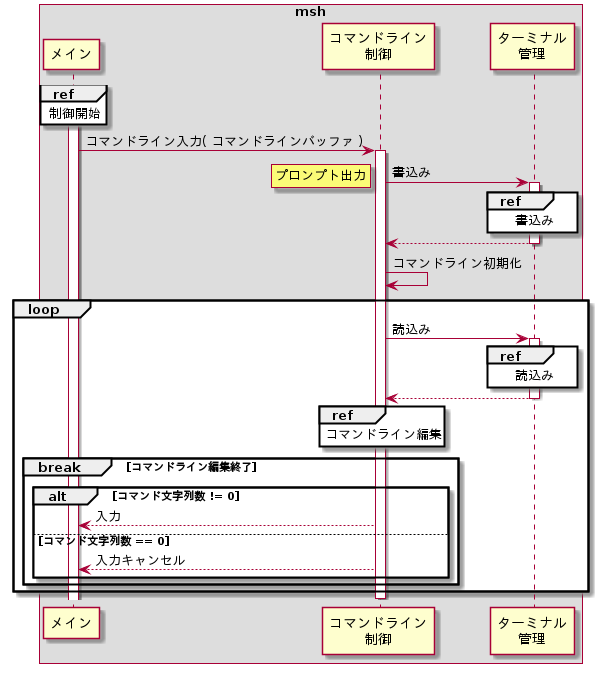 msh
メイン
コマンドライン
制御
ターミナル
管理
ref
制御開始
コマンドライン入力( コマンドラインバッファ )
プロンプト出力
書込み
ref
書込み
コマンドライン初期化
loop
読込み
ref
読込み
ref
コマンドライン編集
break [コマンドライン編集終了]
alt [コマンド文字列数 != 0]
入力
[コマンド文字列数 == 0]
入力キャンセル
メイン
コマンドライン
制御
ターミナル
管理